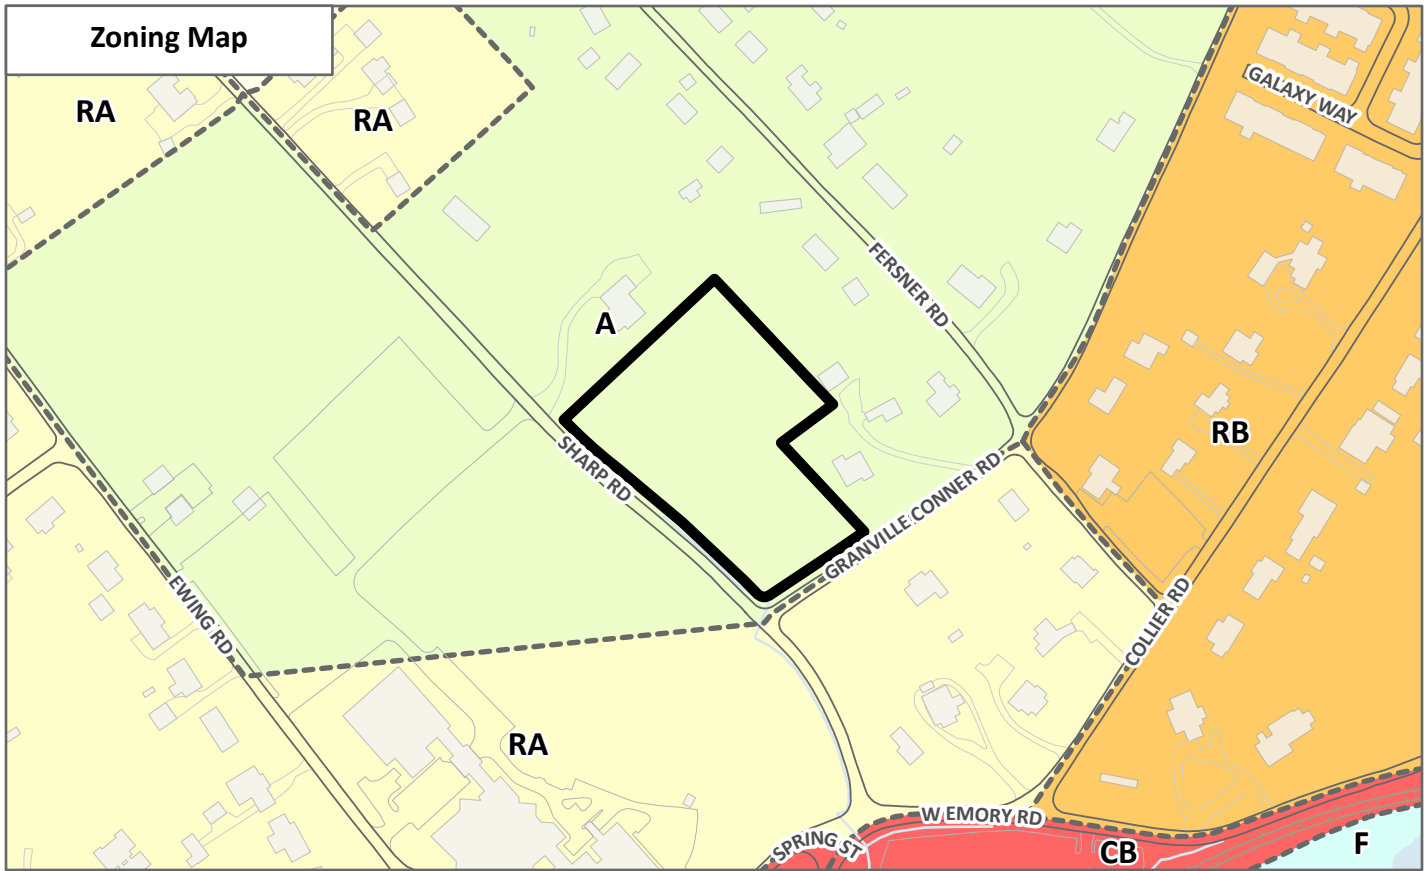 Zoning Map
RA
RA
GALAXY WAY
FERSNER RD
A
SHARP RD
RB
GRANVILLE CONNER RD
EWING RD
COLLIER RD
RA
W EMORY RD
SPRING ST
CB
F